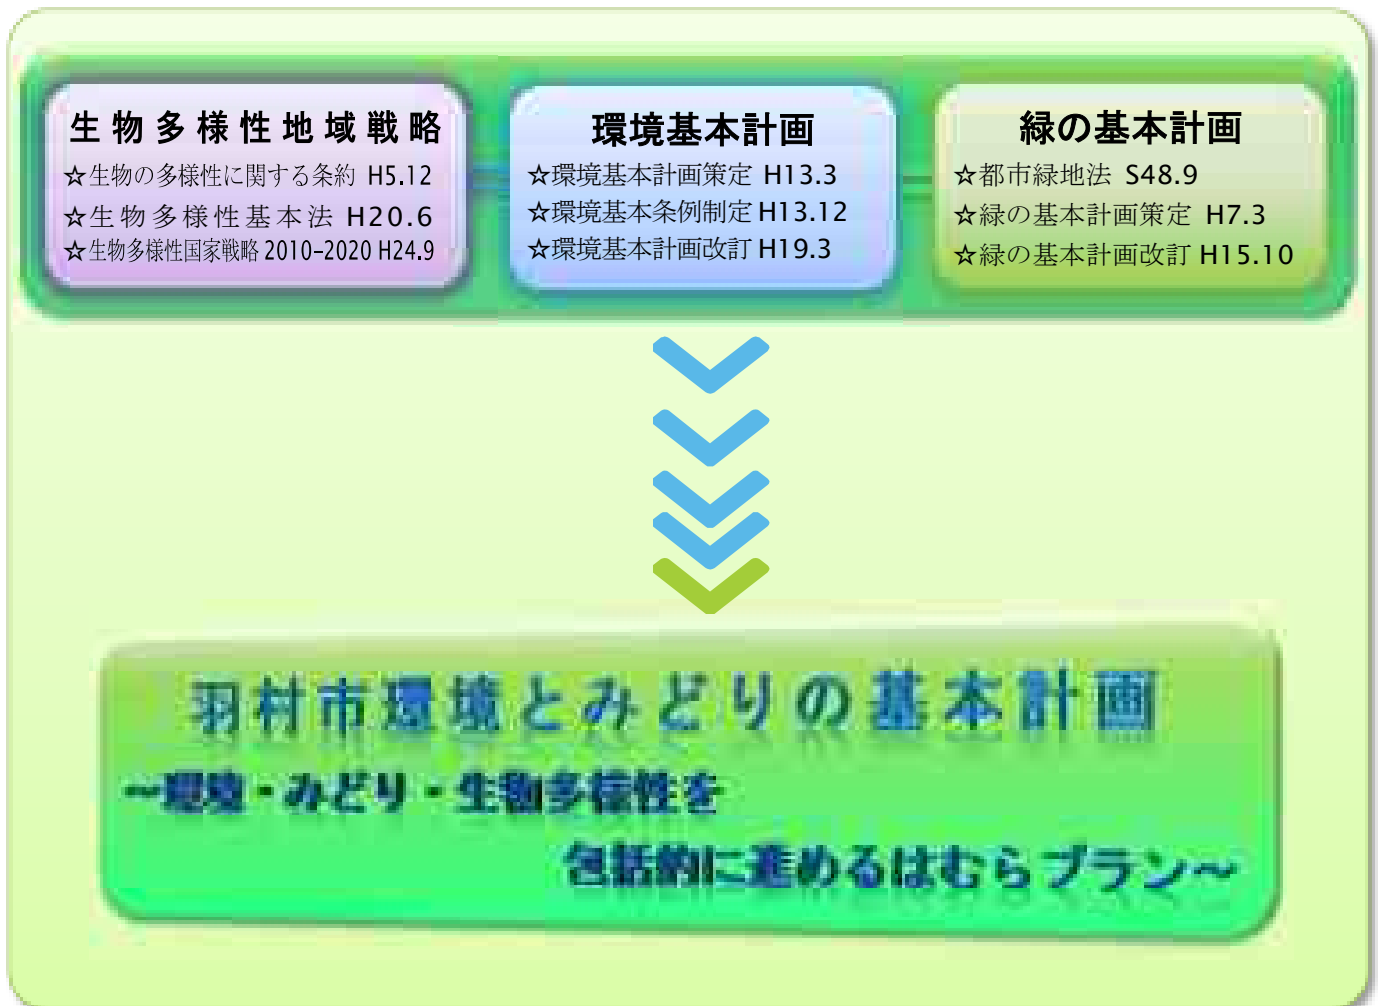 生物多様性地域戦略
☆生物の多様性に関する条約 H5.12
☆生物多様性基本法 H20.6
☆生物多様性国家戦略 2010-2020 H24.9
環境基本計画
☆環境基本計画策定 H13.3
☆環境基本条例制定 H13.12
☆環境基本計画改訂 H19.3
緑の基本計画
☆都市緑地法 S48.9
☆緑の基本計画策定 H7.3
☆緑の基本計画改訂 H15.10
羽村市環境とみどりの基本計画
～環境・みどり・生物多様性を
包括的に進めるはむらプラン～